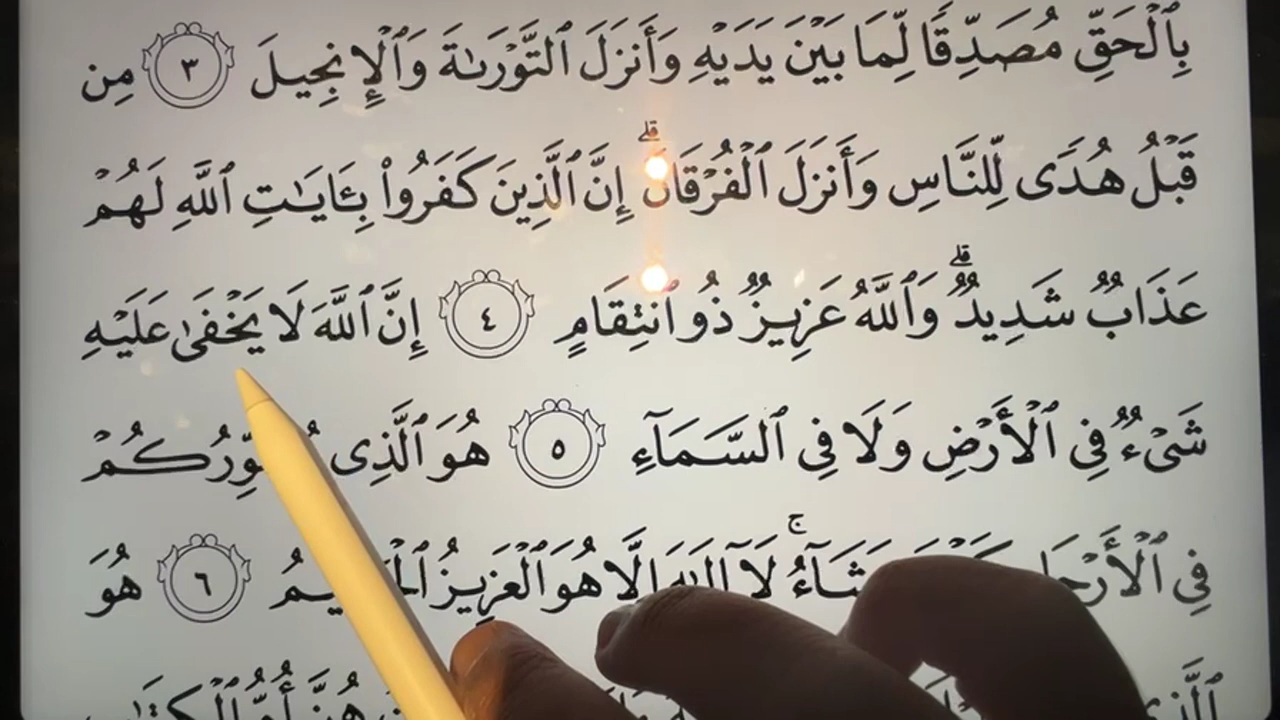 بِٱلْحَقِّ مُصَدِّقًا لِّمَا بَيْنَ يَدَيْهِ وَأَنزَلَ ٱلتَّوْرَىٰةَ وَٱلْإِنجِيلَ ٣ مِن
قَبْلُ هُدًى لِّلنَّاسِ وَأَنزَلَ ٱلْفُرْقَانَ ۗ إِنَّ ٱلَّذِينَ كَفَرُوا۟ بِـَٔايَـٰتِ ٱللَّهِ لَهُمْ
عَذَابٌ شَدِيدٌ ۗ وَٱللَّهُ عَزِيزٌ ذُو ٱنتِقَامٍ ٤ إِنَّ ٱللَّهَ لَا يَخْفَىٰ عَلَيْهِ
شَىْءٌ فِى ٱلْأَرْضِ وَلَا فِى ٱلسَّمَآءِ ٥ هُوَ ٱلَّذِى
فِى لَآ إِلَـٰهَ إِلَّا هُوَ ٱلْعَزِيزُ ٦ هُوَ
هُنَّ أُمُّ ٱلْكِتَـٰبِ